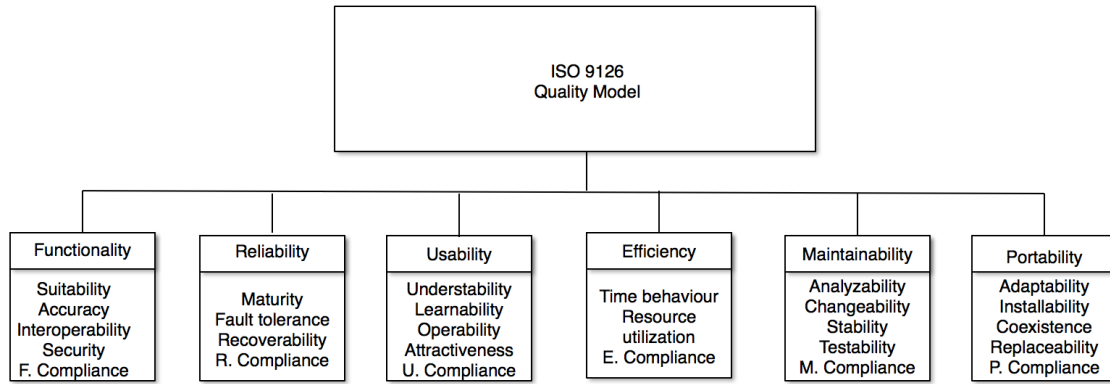 ISO 9126
Quality Model
Functionality
Suitability
Accuracy
Interoperability
Security
F. Compliance
Reliability
Maturity
Fault tolerance
Recoverability
R. Compliance
Usability
Understability
Learnability
Operability
Attractiveness
U. Compliance
Efficiency
Time behaviour
Resource
utilization
E. Compliance
Maintainability
Analyzability
Changeability
Stability
Testability
M. Compliance
Portability
Adaptability
Installability
Coexistence
Replaceability
P. Compliance